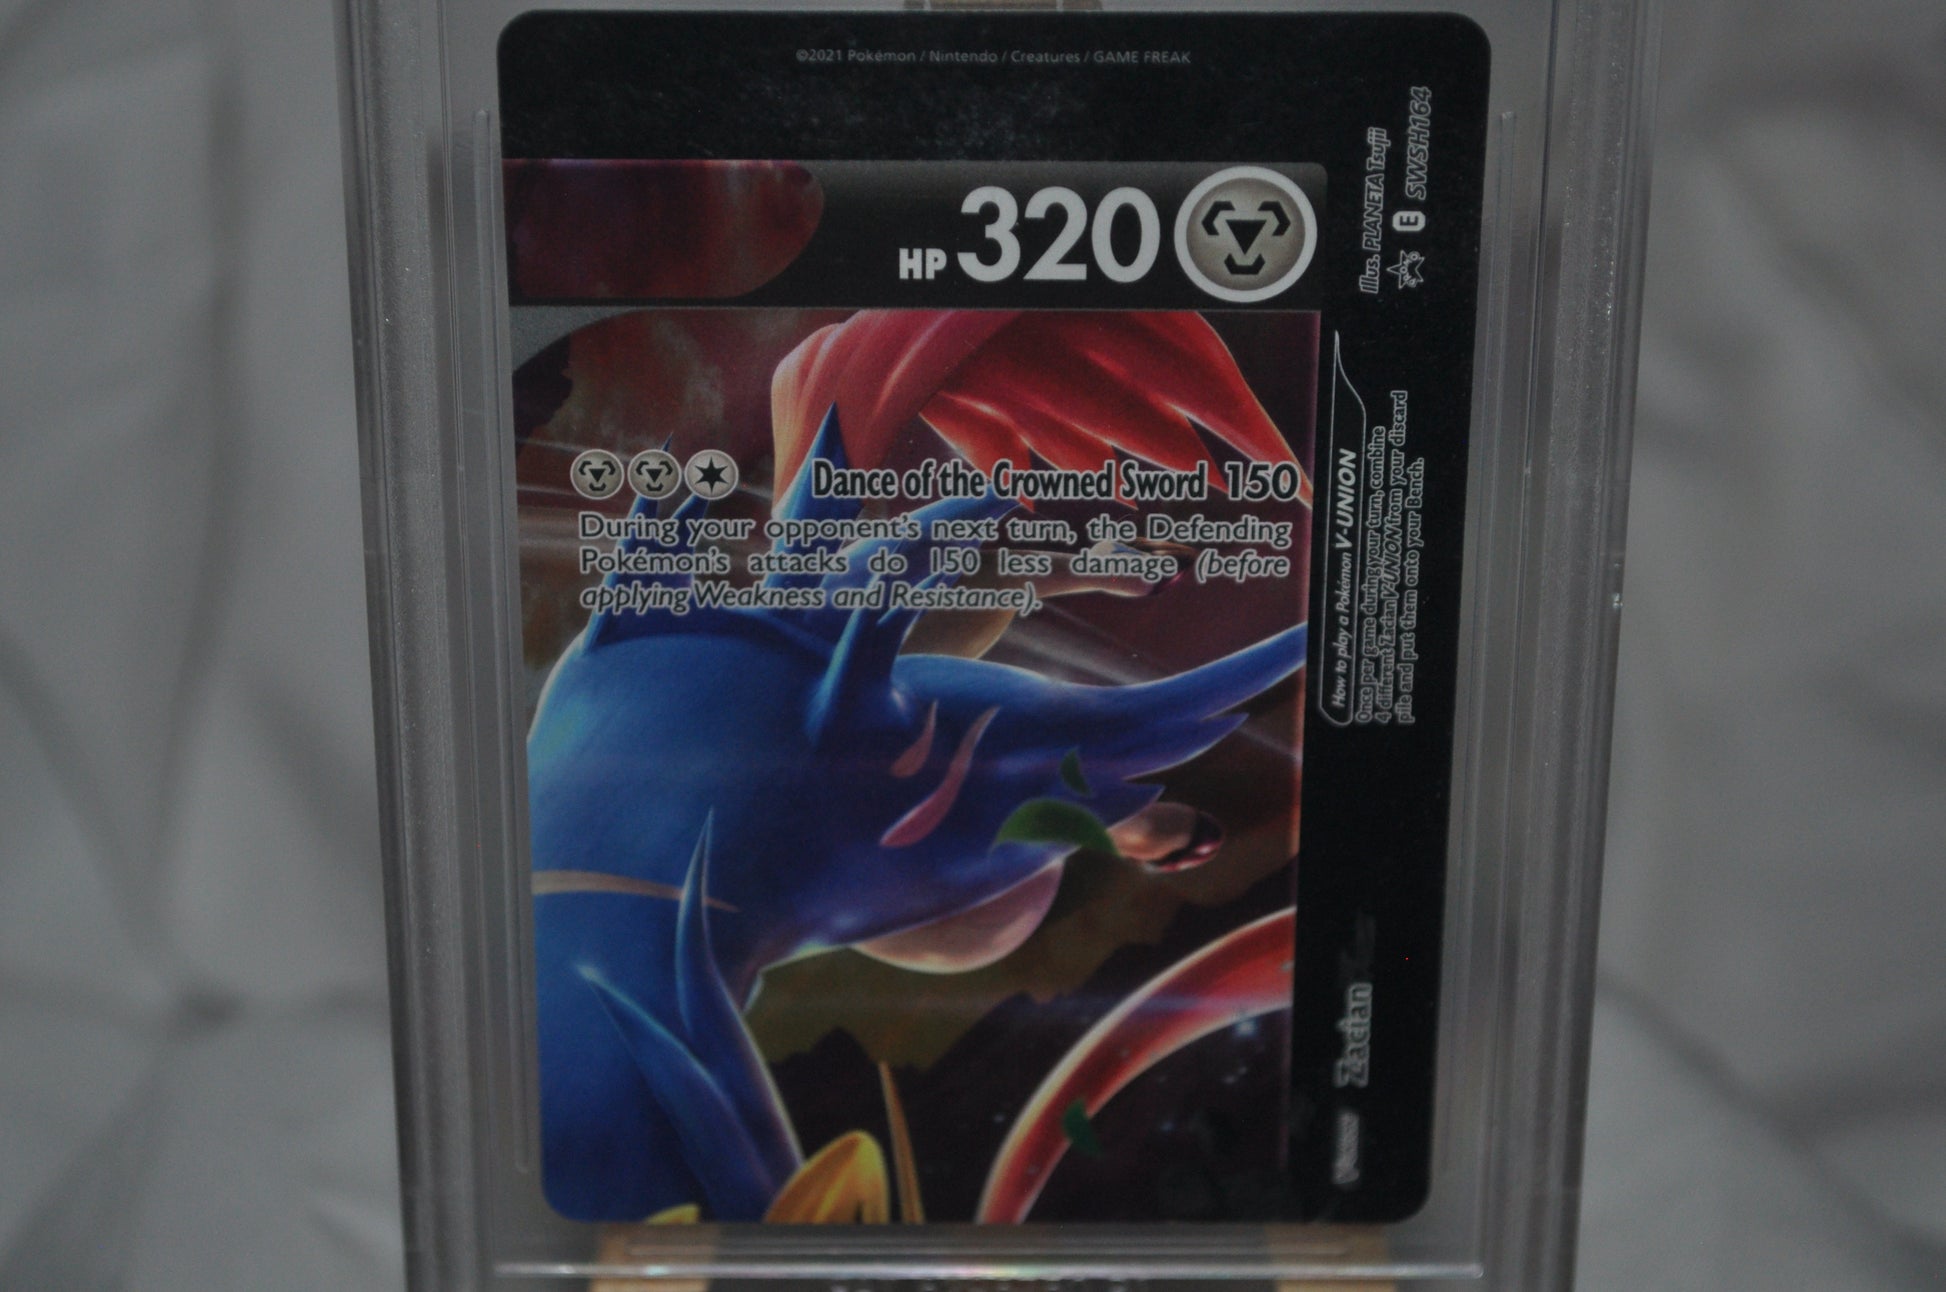 ©2021 Pokémon / Nintendo / Creatures / GAME FREAK
HP 320
Dance of the Crowned Sword 150
During your opponent's next turn, the Defending
Pokémon's attacks do 150 less damage (before
applying Weakness and Resistance).
Illus. PLANETA Tsujii
E SWSH164
How to play a Pokémon V-UNION
Once per game during your turn, combine
4 different Zacian V-UNION from your discard
pile and put them onto your Bench.
Zacian